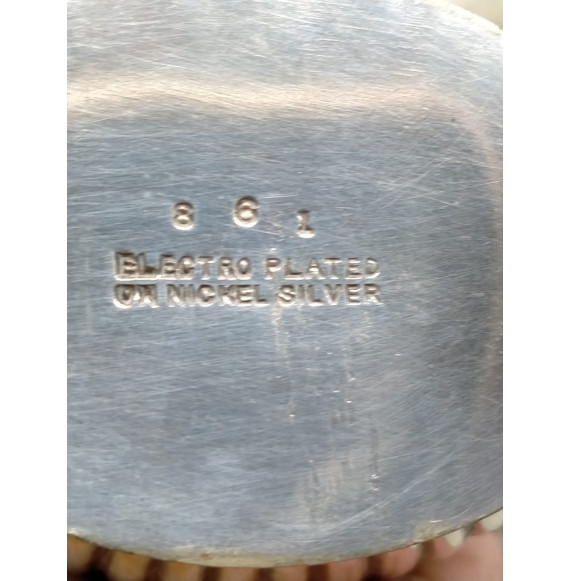 8 6 1
ELECTRO PLATED
ON NICKEL SILVER